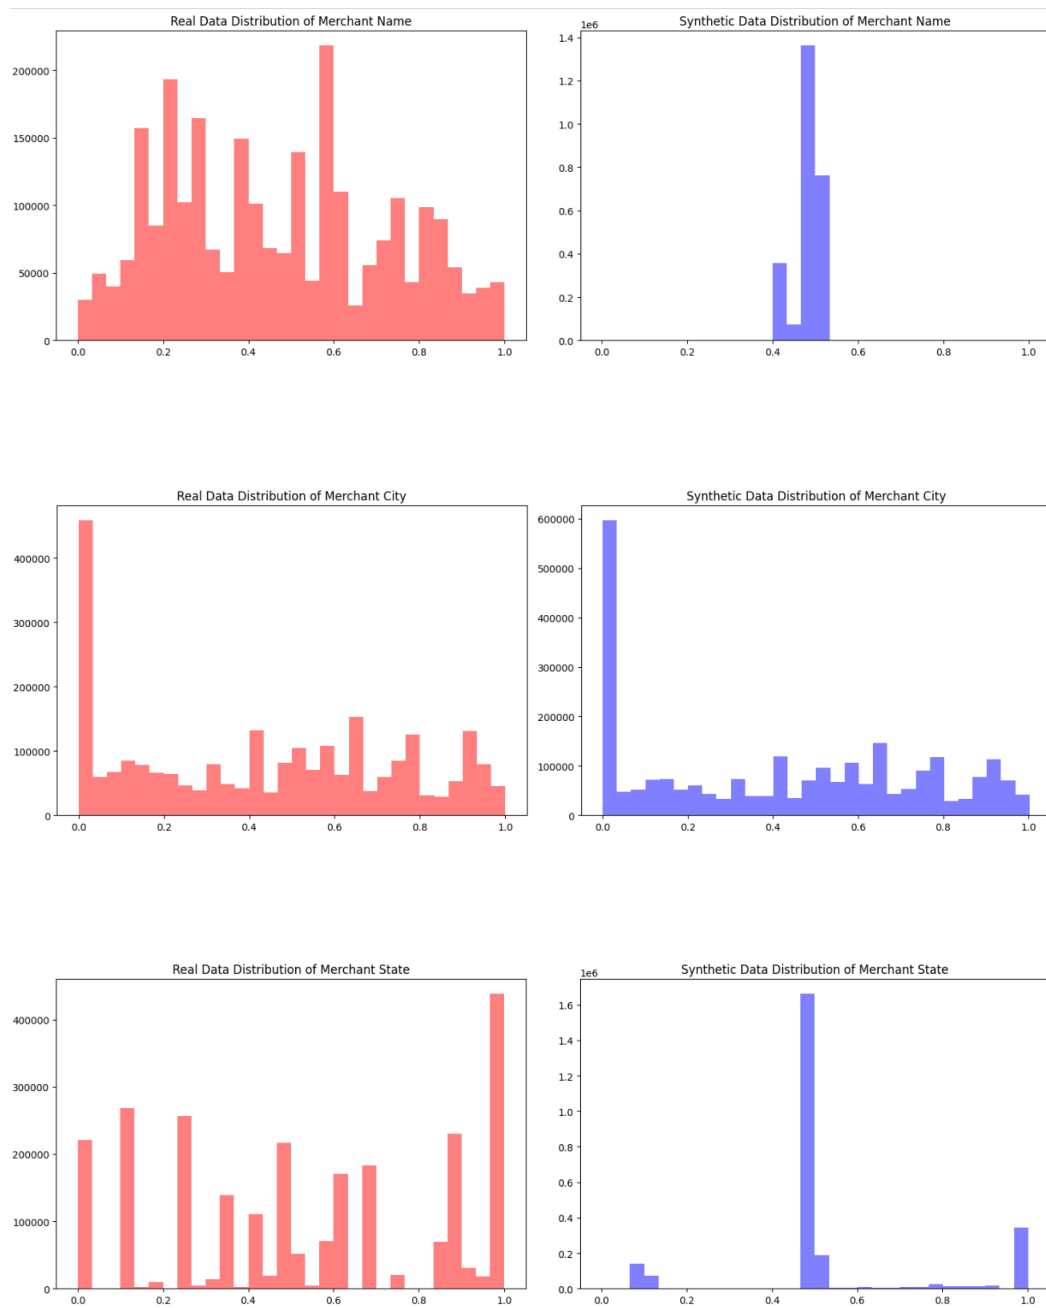 Real Data Distribution of Merchant Name
200000
150000
100000
50000
0
0.0 0.2 0.4 0.6 0.8 1.0
Synthetic Data Distribution of Merchant Name
1e6
1.4
1.2
1.0
0.8
0.6
0.4
0.2
0.0
0.0 0.2 0.4 0.6 0.8 1.0
Real Data Distribution of Merchant City
400000
300000
200000
100000
0
0.0 0.2 0.4 0.6 0.8 1.0
Synthetic Data Distribution of Merchant City
600000
500000
400000
300000
200000
100000
0
0.0 0.2 0.4 0.6 0.8 1.0
Real Data Distribution of Merchant State
400000
300000
200000
100000
0
0.0 0.2 0.4 0.6 0.8 1.0
Synthetic Data Distribution of Merchant State
1e6
1.6
1.4
1.2
1.0
0.8
0.6
0.4
0.2
0.0
0.0 0.2 0.4 0.6 0.8 1.0